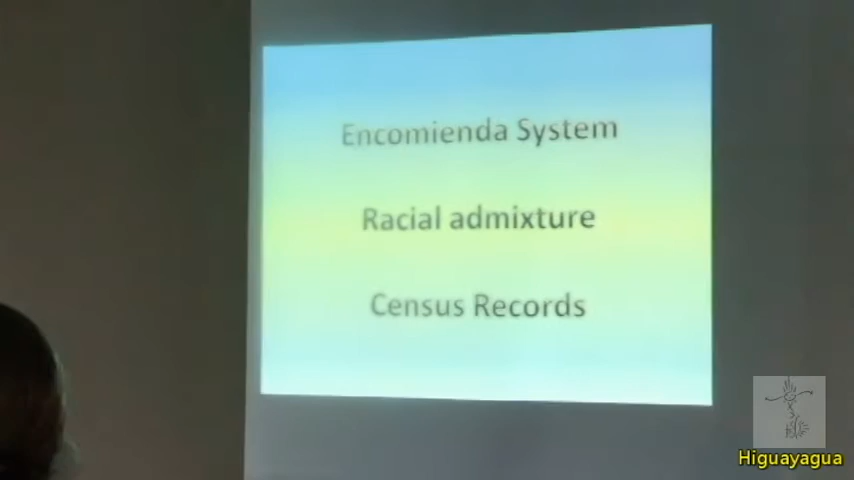 Encomienda System
Racial admixture
Census Records
Higuayagua